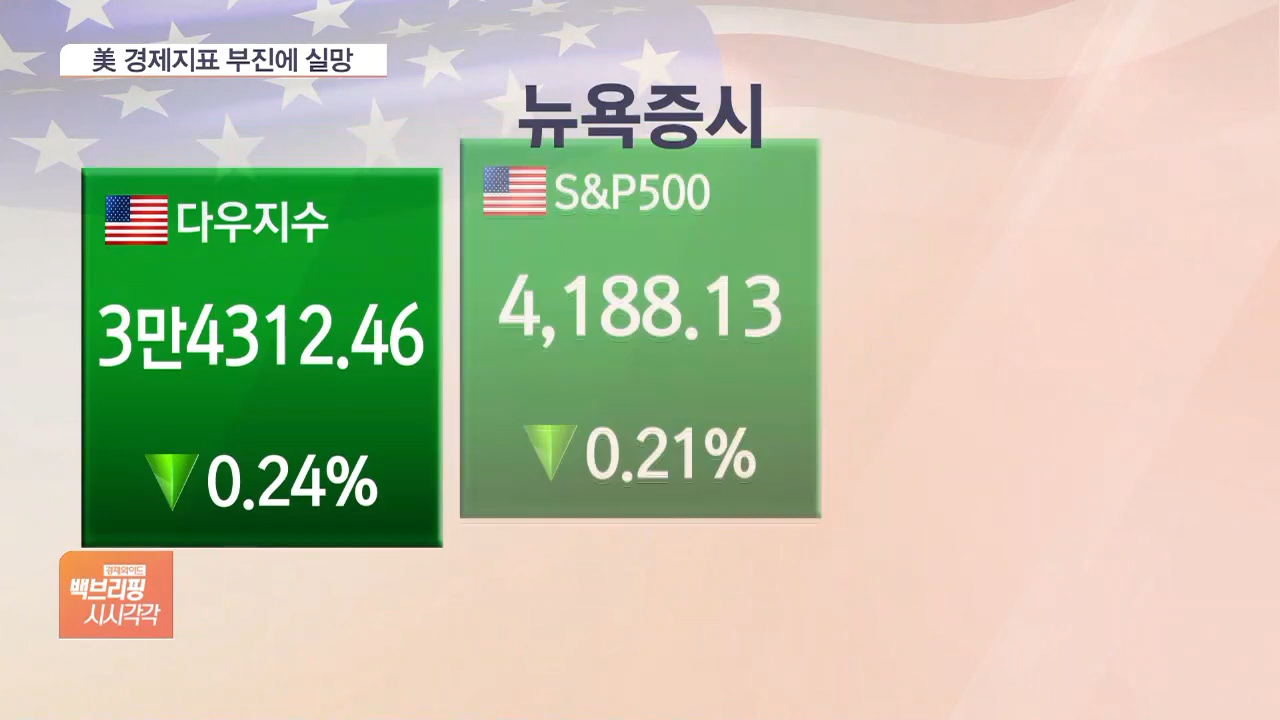 美 경제지표 부진에 실망
뉴욕증시
다우지수
3만4312.46
0.24%
S&P500
4,188.13
0.21%
경제와이드
백브리핑
시시각각